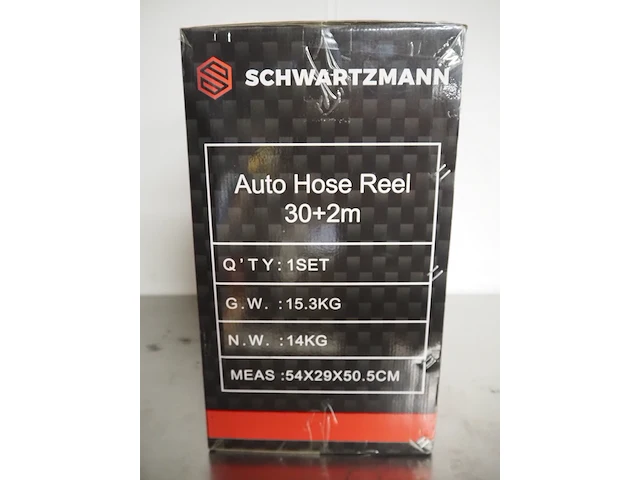 SCHWARTZMANN
Auto Hose Reel
30+2m
Q'TY:1SET
G.W. :15.3KG
N.W. :14KG
MEAS :54X29X50.5CM